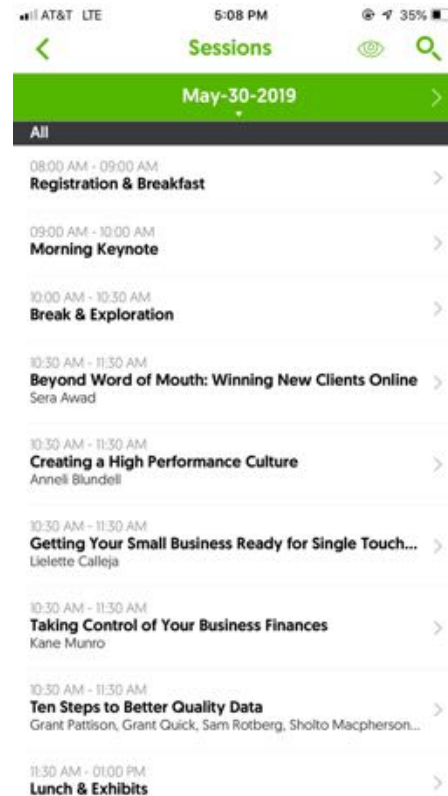 AT&T LTE 5:08 PM 35%
Sessions
May-30-2019
All
08:00 AM - 09:00 AM
Registration & Breakfast
09:00 AM - 10:00 AM
Morning Keynote
10:00 AM - 10:30 AM
Break & Exploration
10:30 AM - 11:30 AM
Beyond Word of Mouth: Winning New Clients Online
Sera Awad
10:30 AM - 11:30 AM
Creating a High Performance Culture
Anneli Blundell
10:30 AM - 11:30 AM
Getting Your Small Business Ready for Single Touch...
Lielette Calleja
10:30 AM - 11:30 AM
Taking Control of Your Business Finances
Kane Munro
10:30 AM - 11:30 AM
Ten Steps to Better Quality Data
Grant Pattison, Grant Quick, Sam Rotberg, Sholto Macpherson...
11:30 AM - 01:00 PM
Lunch & Exhibits